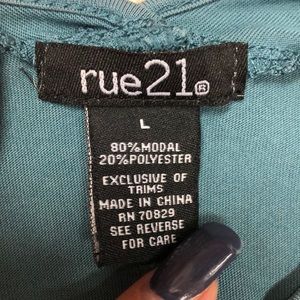 rue21®
L
80%MODAL
20%POLYESTER
EXCLUSIVE OF
TRIMS
MADE IN CHINA
RN 70829
SEE REVERSE
FOR CARE